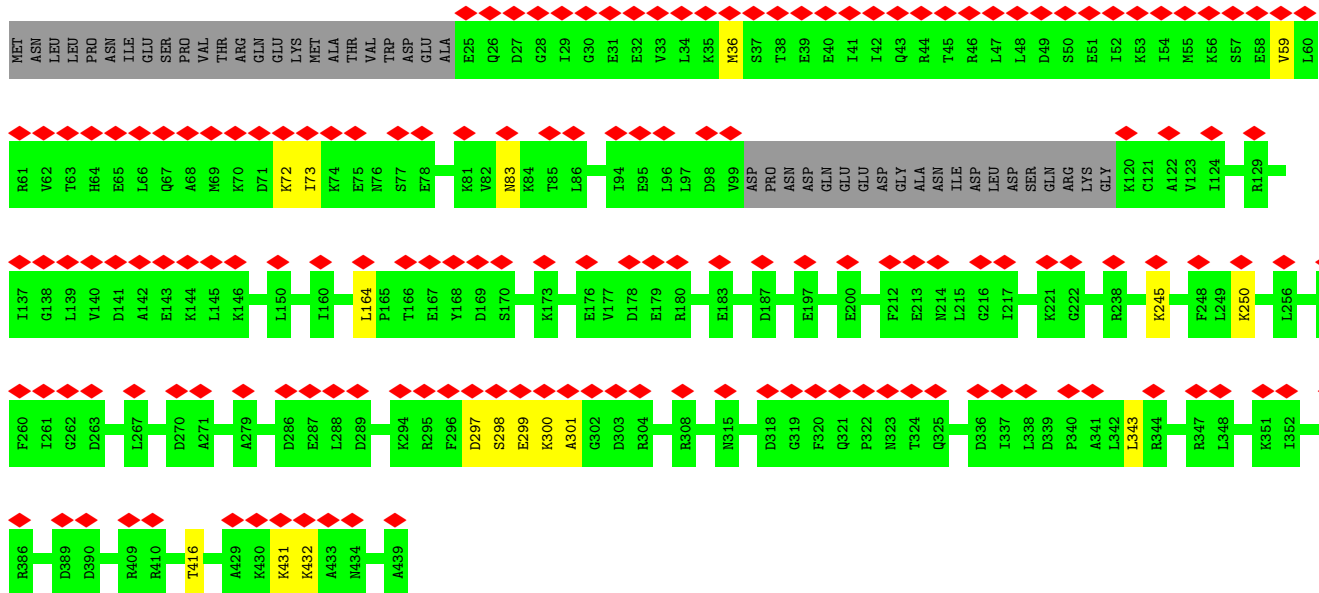 MET ASN LEU LEU PRO ASN ILE GLU SER PRO VAL THR ARG GLN GLU LYS MET ALA THR VAL TRP ASP GLU ALA E25 Q26 D27 G28 I29 G30 E31 E32 V33 L34 K35 M36 S37 T38 E39 E40 I41 I42 Q43 R44 T45 R46 L47 L48 D49 S50 E51 I52 K53 I54 M55 K56 S57 E58 V59 L60
R61 V62 T63 H64 E65 L66 Q67 A68 M69 K70 D71 K72 I73 K74 E75 N76 S77 E78 K81 V82 N83 K84 T85 L86 I94 E95 L96 L97 D98 V99 ASP PRO ASN ASP GLN GLU GLU ASP GLY ALA ASN ILE ASP LEU ASP SER GLN ARG LYS GLY K120 C121 A122 V123 I124 R129
I137 G138 L139 V140 D141 A142 E143 K144 L145 K146 L150 I160 L164 P165 T166 E167 Y168 D169 S170 K173 E176 V177 D178 E179 R180 E183 D187 E197 E200 F212 E213 N214 L215 G216 I217 K221 G222 R238 K245 F248 L249 K250 L256
F260 I261 G262 D263 L267 D270 A271 A279 D286 E287 L288 D289 K294 R295 F296 D297 S298 E299 K300 A301 G302 D303 R304 R308 N315 D318 G319 F320 Q321 P322 N323 T324 Q325 D336 I337 L338 D339 P340 A341 L342 L343 R344 R347 L348 K351 I352
R386 D389 D390 R409 R410 T416 A429 K430 K431 K432 A433 N434 A439